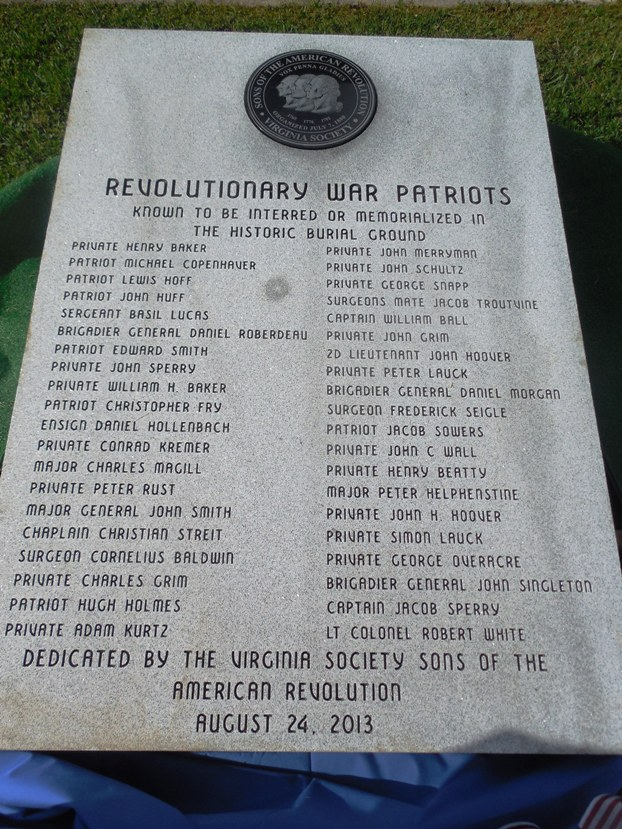 SONS OF THE AMERICAN REVOLUTION
ORGANIZED JULY
VIRGINIA SOCIETY
REVOLUTIONARY WAR PATRIOTS
KNOWN TO BE INTERRED OR MEMORIALIZED IN
THE HISTORIC BURIAL GROUND
PRIVATE HENRY BAKER
PATRIOT MICHAEL COPENHAVER
PATRIOT LEWIS HOFF
PATRIOT JOHN HUFF
SERGEANT BASIL LUCAS
BRIGADIER GENERAL DANIEL ROBERDEAU
PATRIOT EDWARD SMITH
PRIVATE JOHN SPERRY
PRIVATE WILLIAM H. BAKER
PATRIOT CHRISTOPHER FRY
ENSIGN DANIEL HOLLENBACH
PRIVATE CONRAD KREMER
MAJOR CHARLES MAGILL
PRIVATE PETER RUST
MAJOR GENERAL JOHN SMITH
CHAPLAIN CHRISTIAN STREIT
SURGEON CORNELIUS BALDWIN
PRIVATE CHARLES GRIM
PATRIOT HUGH HOLMES
PRIVATE ADAM KURTZ
PRIVATE JOHN MERRYMAN
PRIVATE JOHN SCHULTZ
PRIVATE GEORGE SNAPP
SURGEONS MATE JACOB TROUTVINE
CAPTAIN WILLIAM BALL
PRIVATE JOHN GRIM
2D LIEUTENANT JOHN HOOVER
PRIVATE PETER LAUCK
BRIGADIER GENERAL DANIEL MORGAN
SURGEON FREDERICK SEIGLE
PATRIOT JACOB SOWERS
PRIVATE JOHN C WALL
PRIVATE HENRY BEATTY
MAJOR PETER HELPHENSTINE
PRIVATE JOHN H. HOOVER
PRIVATE SIMON LAUCK
PRIVATE GEORGE OVERACRE
BRIGADIER GENERAL JOHN SINGLETON
CAPTAIN JACOB SPERRY
LT COLONEL ROBERT WHITE
DEDICATED BY THE VIRGINIA SOCIETY SONS OF THE
AMERICAN REVOLUTION
AUGUST 24, 2013